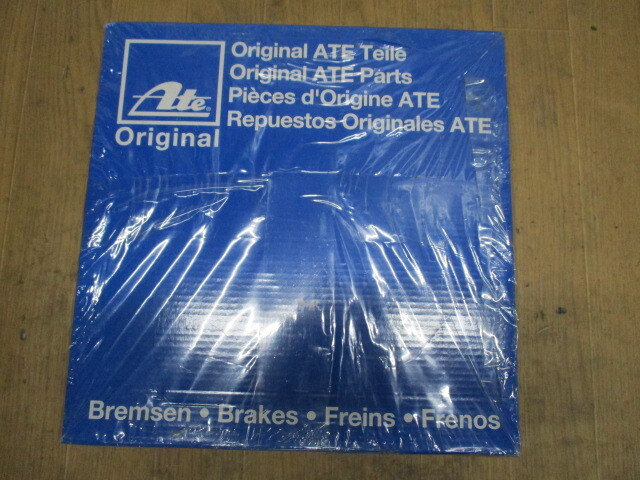 Ate
Original
Original ATE Teile
Original ATE Parts
Pièces d'Origine ATE
Repuestos Originales ATE
Bremsen • Brakes • Freins • Frenos